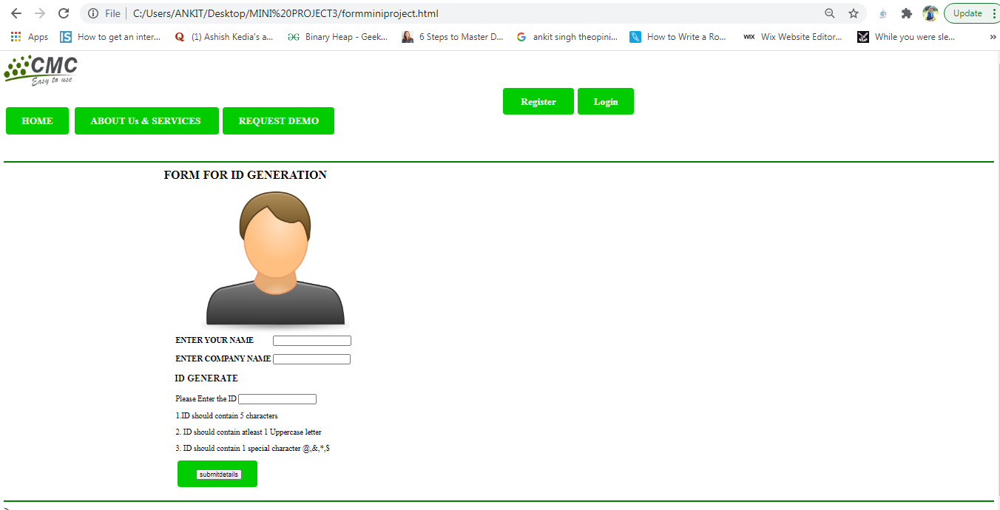 File | C:/Users/ANKIT/Desktop/MINI%20PROJECT3/formminiproject.html Update
Apps How to get an inter... (1) Ashish Kedia's a... Binary Heap - Geek... 6 Steps to Master D... ankit singh theopini... How to Write a Ro... WIX Wix Website Editor... While you were sle... »
CMC
Easy to use
Register Login
HOME ABOUT Us & SERVICES REQUEST DEMO
FORM FOR ID GENERATION
ENTER YOUR NAME
ENTER COMPANY NAME
ID GENERATE
Please Enter the ID
1.ID should contain 5 characters
2. ID should contain atleast 1 Uppercase letter
3. ID should contain 1 special character @,&,*,$
submitdetails